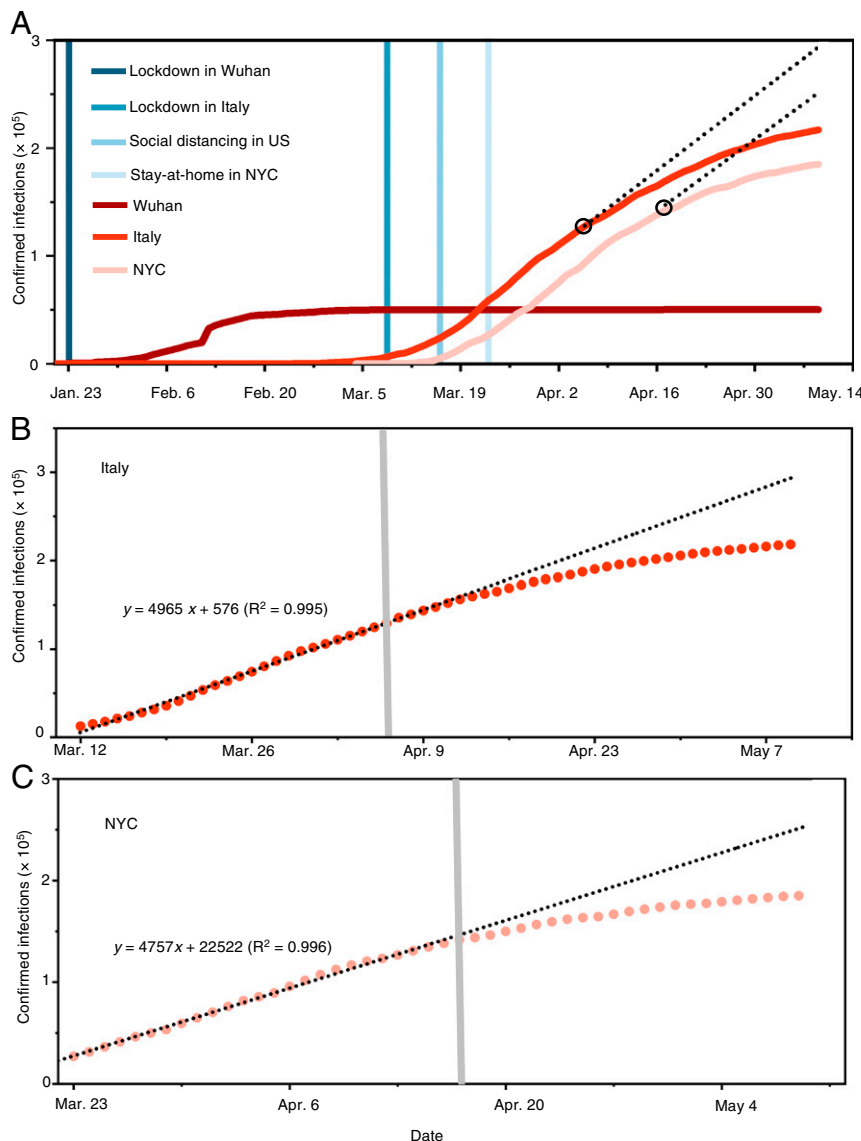 A
Confirmed infections (× 10⁵)
3
2
1
0
Lockdown in Wuhan
Lockdown in Italy
Social distancing in US
Stay-at-home in NYC
Wuhan
Italy
NYC
Jan. 23
Feb. 6
Feb. 20
Mar. 5
Mar. 19
Apr. 2
Apr. 16
Apr. 30
May. 14
B
Confirmed infections (× 10⁵)
3
2
1
0
Italy
y = 4965 x + 576 (R² = 0.995)
Mar. 12
Mar. 26
Apr. 9
Apr. 23
May 7
C
Confirmed infections (× 10⁵)
3
2
1
0
NYC
y = 4757x + 22522 (R² = 0.996)
Mar. 23
Apr. 6
Apr. 20
May 4
Date